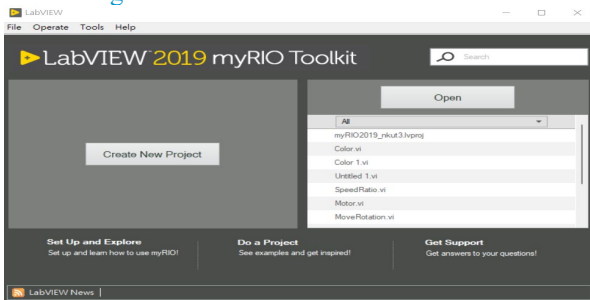 LabVIEW
File Operate Tools Help
LabVIEW 2019 myRIO Toolkit
Search
Create New Project
Open
All
myRIO2019_nkut3.lvproj
Color.vi
Color 1.vi
Untitled 1.vi
SpeedRatio.vi
Motor.vi
MoveRotation.vi
Set Up and Explore
Set up and learn how to use myRIO!
Do a Project
See examples and get inspired!
Get Support
Get answers to your questions!
LabVIEW News